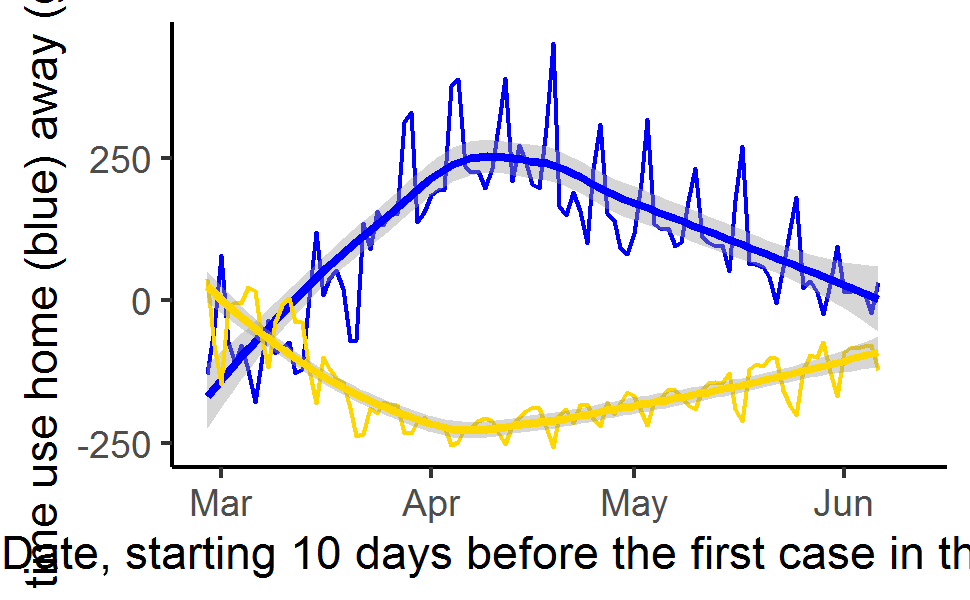 time use home (blue) away (
250
0
-250
Mar Apr May Jun
Date, starting 10 days before the first case in th